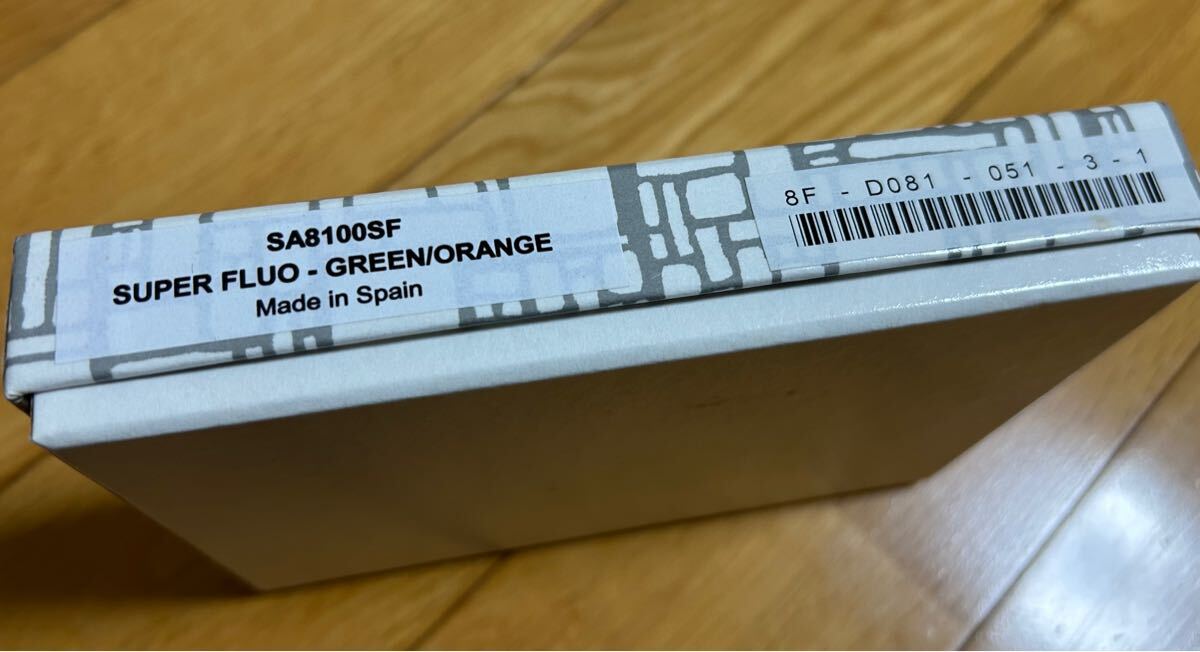 SA8100SF
SUPER FLUO - GREEN/ORANGE
Made in Spain
8F - D081 - 051 - 3 - 1